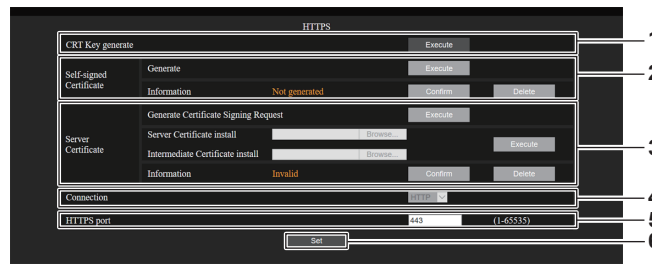 HTTPS
CRT Key generate Execute 1
Self-signed Certificate Generate Execute 2
Information Not generated Confirm Delete
Server Certificate Generate Certificate Signing Request Execute
Server Certificate install Browse... Execute
Intermediate Certificate install Browse... 3
Information Invalid Confirm Delete
Connection HTTP 4
HTTPS port 443 (1-65535) 5
Set 6